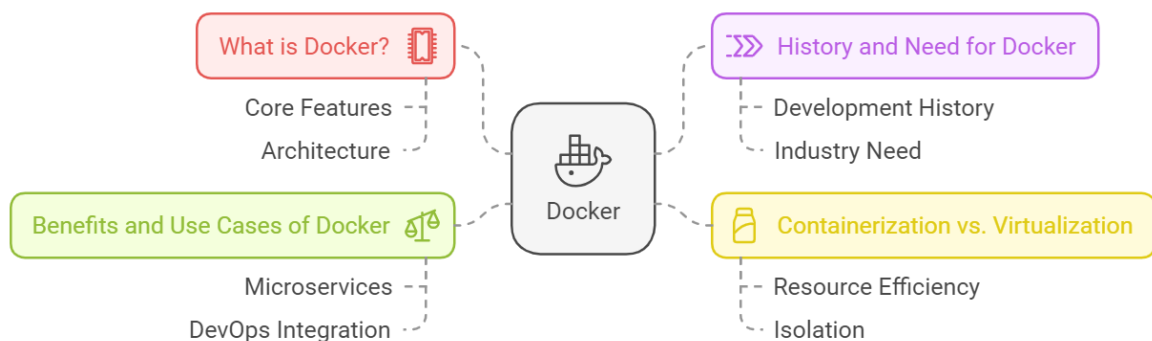 What is Docker?
Core Features
Architecture
Benefits and Use Cases of Docker
Microservices
DevOps Integration
Docker
History and Need for Docker
Development History
Industry Need
Containerization vs. Virtualization
Resource Efficiency
Isolation